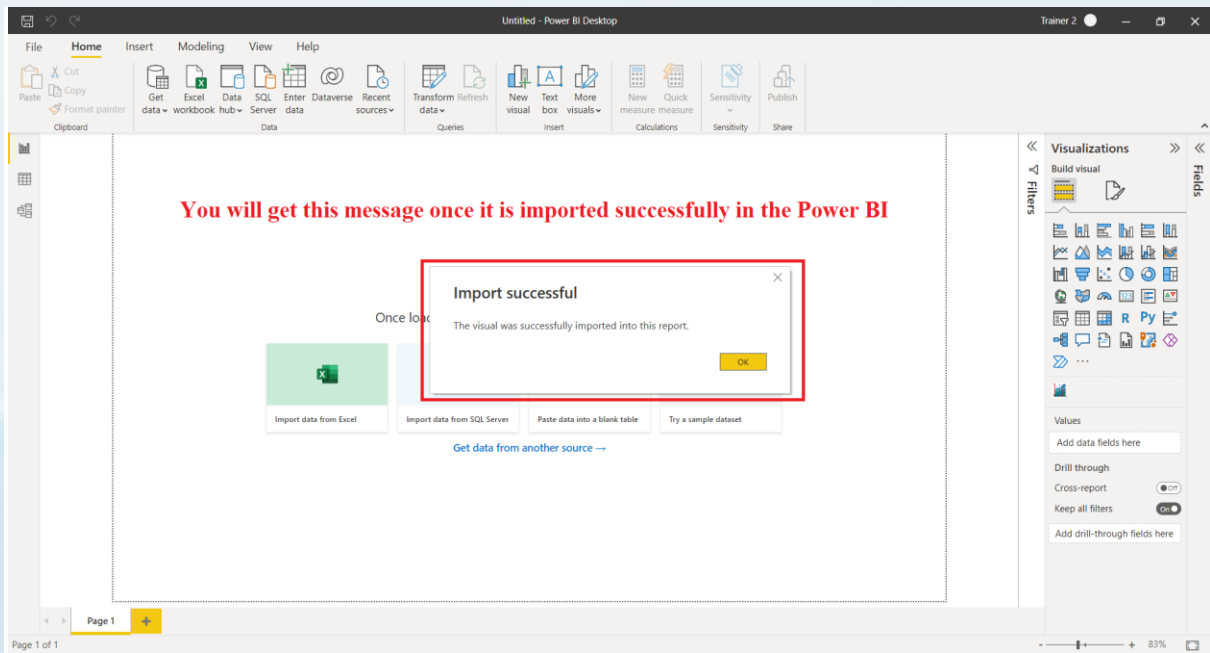 Untitled - Power BI Desktop
Trainer 2
File Home Insert Modeling View Help
Paste
Cut
Copy
Format painter
Clipboard
Get data
Excel workbook
Data hub
SQL Server
Enter data
Dataverse
Recent sources
Data
Transform data
Refresh
Queries
New visual
Text box
More visuals
Insert
New measure
Quick measure
Calculations
Sensitivity
Sensitivity
Publish
Share
You will get this message once it is imported successfully in the Power BI
Once loa
Import successful
The visual was successfully imported into this report.
OK
Import data from Excel
Import data from SQL Server
Paste data into a blank table
Try a sample dataset
Get data from another source →
Filters
Visualizations
Build visual
R
Py
123
Values
Add data fields here
Drill through
Cross-report
Off
Keep all filters
On
Add drill-through fields here
Fields
Page 1
Page 1 of 1
- + 83%